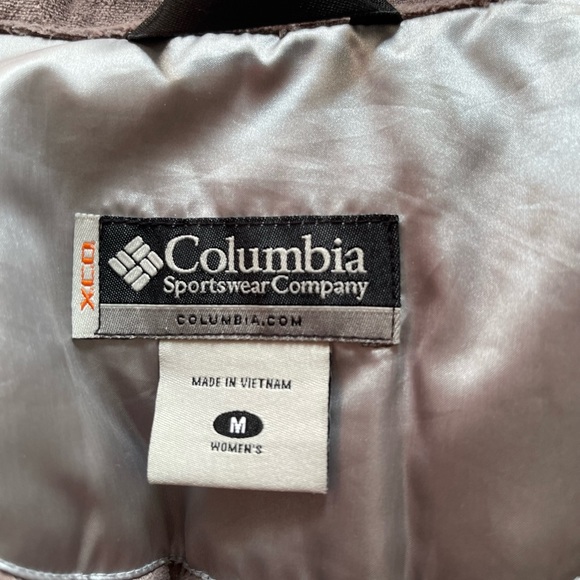 XCO
Columbia
Sportswear Company
COLUMBIA.COM
MADE IN VIETNAM
M
WOMEN'S